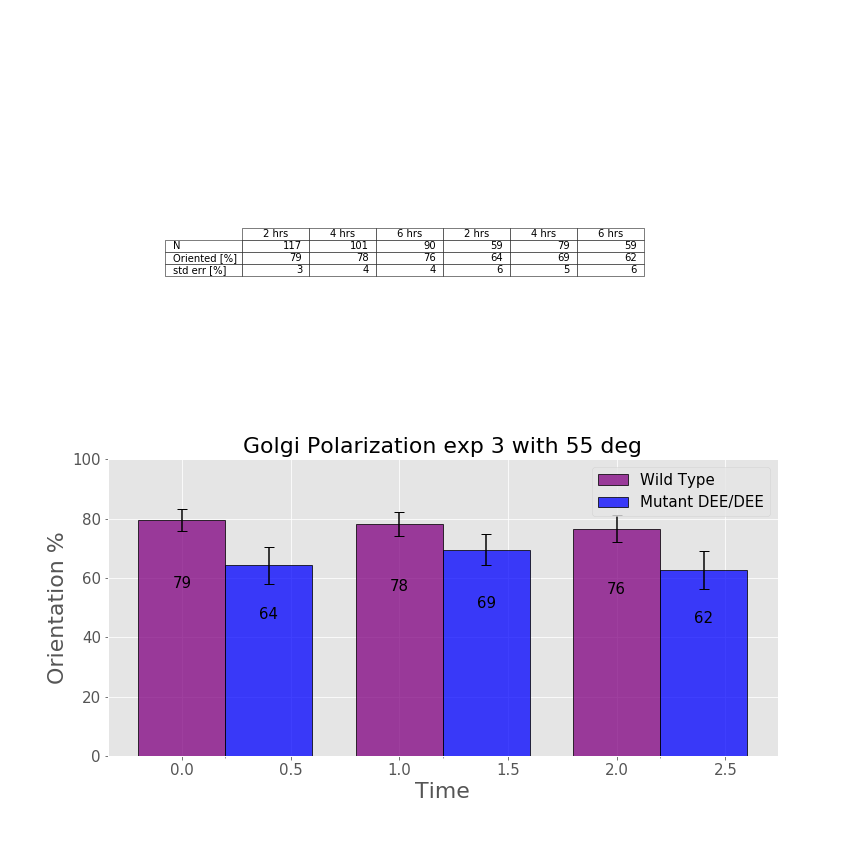 2 hrs 4 hrs 6 hrs 2 hrs 4 hrs 6 hrs
N 117 101 90 59 79 59
Oriented [%] 79 78 76 64 69 62
std err [%] 3 4 4 6 5 6
Golgi Polarization exp 3 with 55 deg
100
80
60
40
20
0
Orientation %
Wild Type
Mutant DEE/DEE
79
64
78
69
76
62
0.0 0.5 1.0 1.5 2.0 2.5
Time